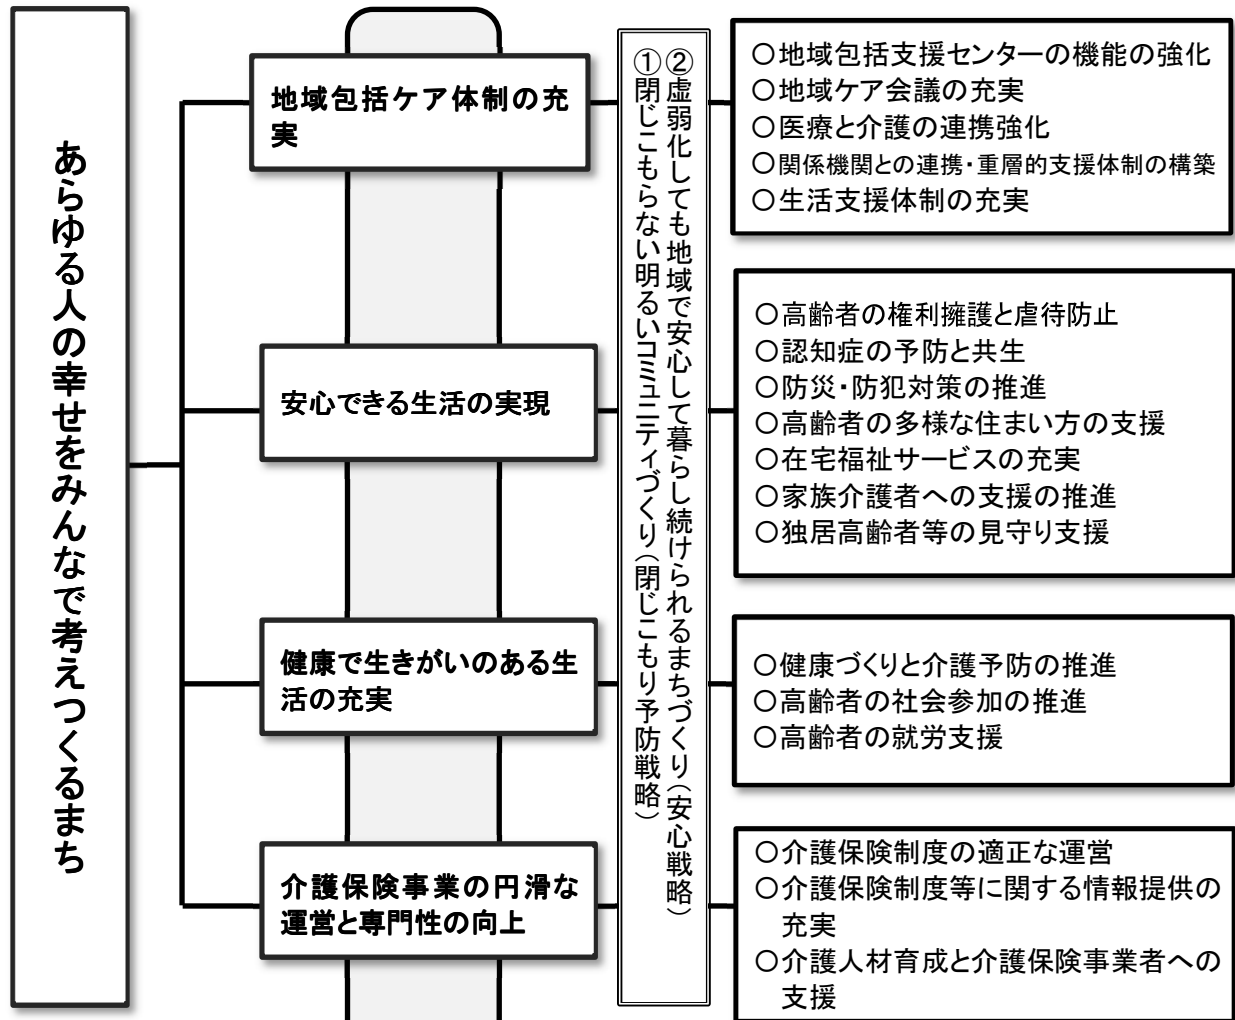 あらゆる人の幸せをみんなで考えつくるまち
地域包括ケア体制の充
実
安心できる生活の実現
健康で生きがいのある生
活の充実
介護保険事業の円滑な
運営と専門性の向上
①閉じこもらない明るいコミュニティづくり(閉じこもり予防戦略)
②虚弱化しても地域で安心して暮らし続けられるまちづくり(安心戦略)
○地域包括支援センターの機能の強化
○地域ケア会議の充実
○医療と介護の連携強化
○関係機関との連携・重層的支援体制の構築
○生活支援体制の充実
○高齢者の権利擁護と虐待防止
○認知症の予防と共生
○防災・防犯対策の推進
○高齢者の多様な住まい方の支援
○在宅福祉サービスの充実
○家族介護者への支援の推進
○独居高齢者等の見守り支援
○健康づくりと介護予防の推進
○高齢者の社会参加の推進
○高齢者の就労支援
○介護保険制度の適正な運営
○介護保険制度等に関する情報提供の
充実
○介護人材育成と介護保険事業者への
支援